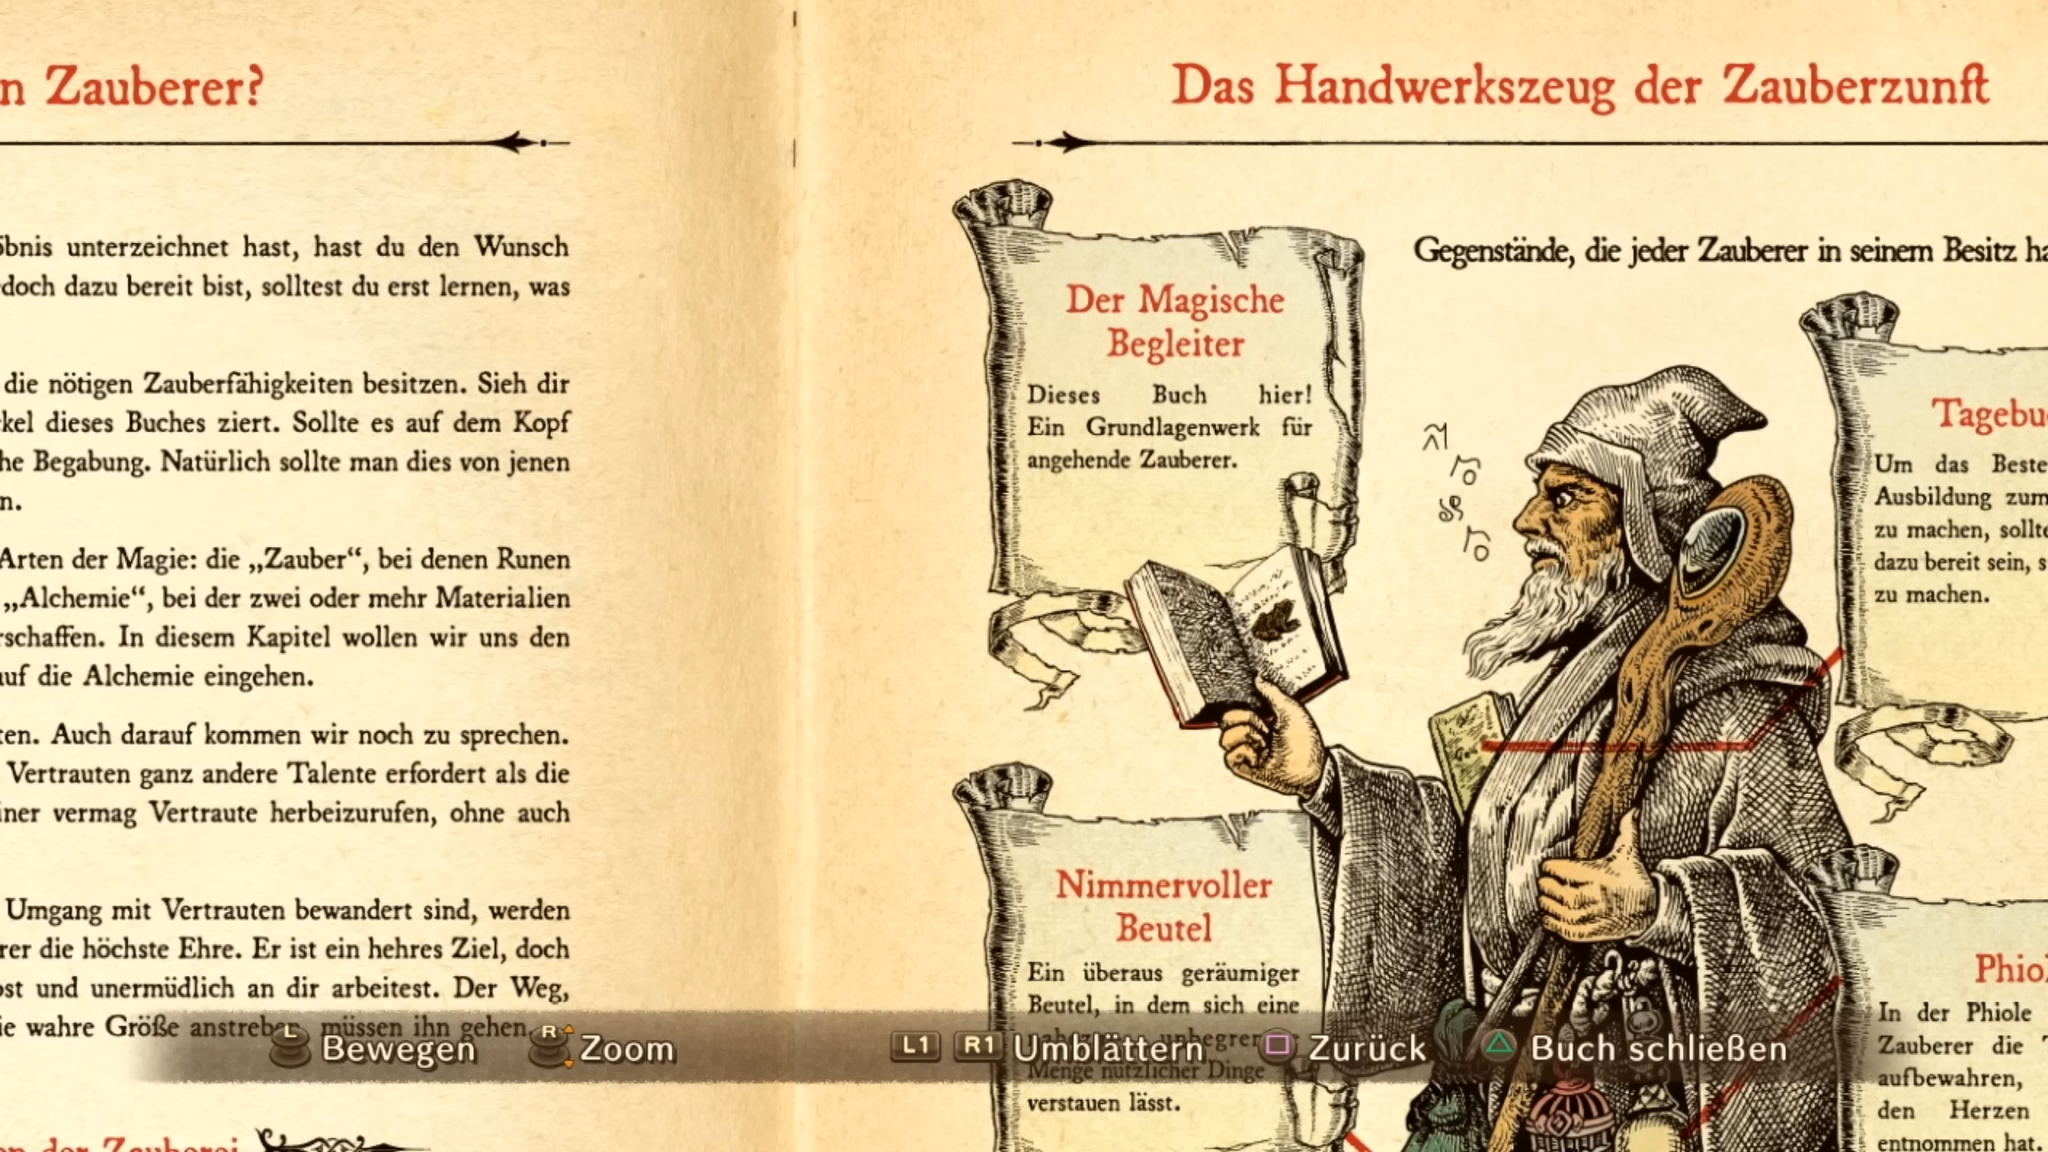 n Zauberer?
unterzeichnet hast, hast du den Wunsch
doch dazu bereit bist, solltest du erst lernen, was
die nötigen Zauberfähigkeiten besitzen. Sieh dir
dieses Buches ziert. Sollte es auf dem Kopf
Begabung. Natürlich sollte man dies von jenen
n.
Arten der Magie: die „Zauber“, bei denen Runen
„Alchemie“, bei der zwei oder mehr Materialien
rschaffen. In diesem Kapitel wollen wir uns den
auf die Alchemie eingehen.
ten. Auch darauf kommen wir noch zu sprechen.
Vertrauten ganz andere Talente erfordert als die
iner vermag Vertraute herbeizurufen, ohne auch
Umgang mit Vertrauten bewandert sind, werden
rer die höchste Ehre. Er ist ein hehres Ziel, doch
und unermüdlich an dir arbeitest. Der Weg,
ie wahre Größe müssen ihn gehen.
der Zauberei
Das Handwerkszeug der Zauberzunft
Gegenstände, die jeder Zauberer in seinem Besitz ha
Der Magische
Begleiter
Dieses Buch hier!
Ein Grundlagenwerk für
angehende Zauberer.
Nimmervoller
Beutel
Ein überaus geräumiger
Beutel, in dem sich eine
Menge nützlicher Dinge
verstauen lässt.
Tagebu
Um das Beste
Ausbildung zum
zu machen, sollte
dazu bereit sein, s
zu machen.
Phiol
In der Phiole
Zauberer die T
aufbewahren,
den Herzen
entnommen hat.
L Bewegen R Zoom L1 R1 Umblättern Zurück Buch schließen